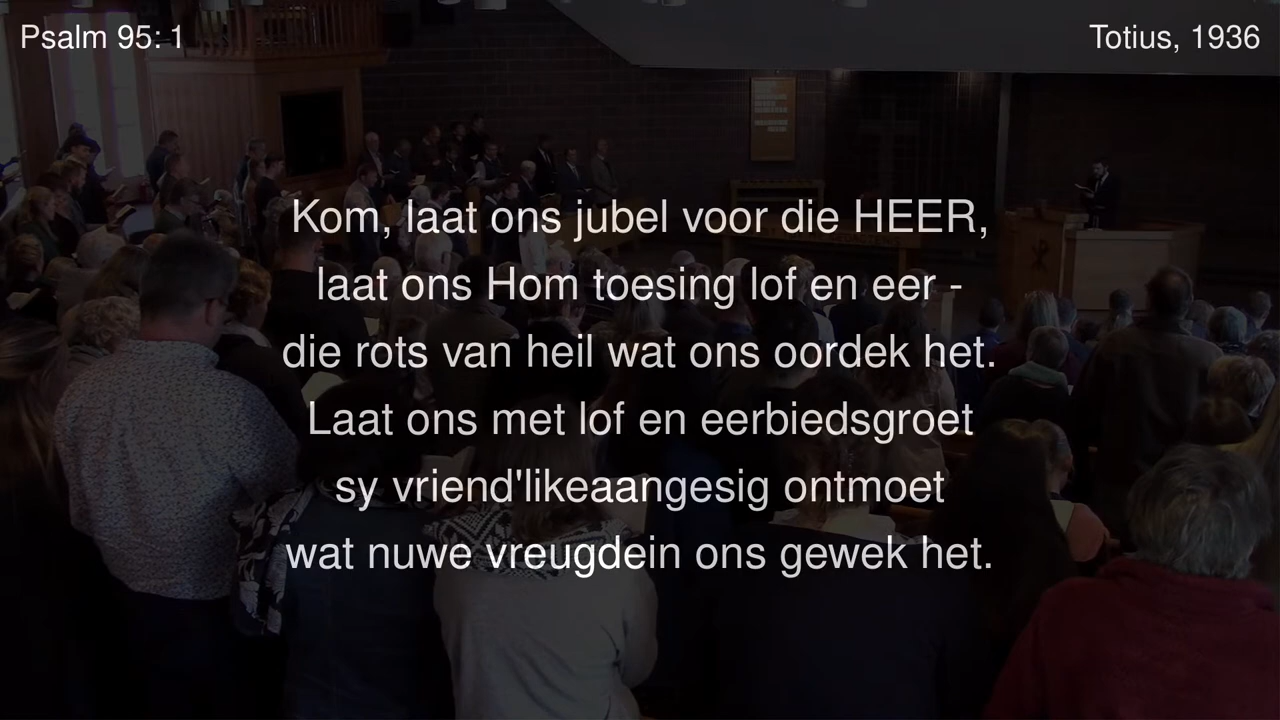 Psalm 95: 1
Totius, 1936
Kom, laat ons jubel voor die HEER,
laat ons Hom toesing lof en eer -
die rots van heil wat ons oordek het.
Laat ons met lof en eerbiedsgroet
sy vriend'likeaangesig ontmoet
wat nuwe vreugdein ons gewek het.